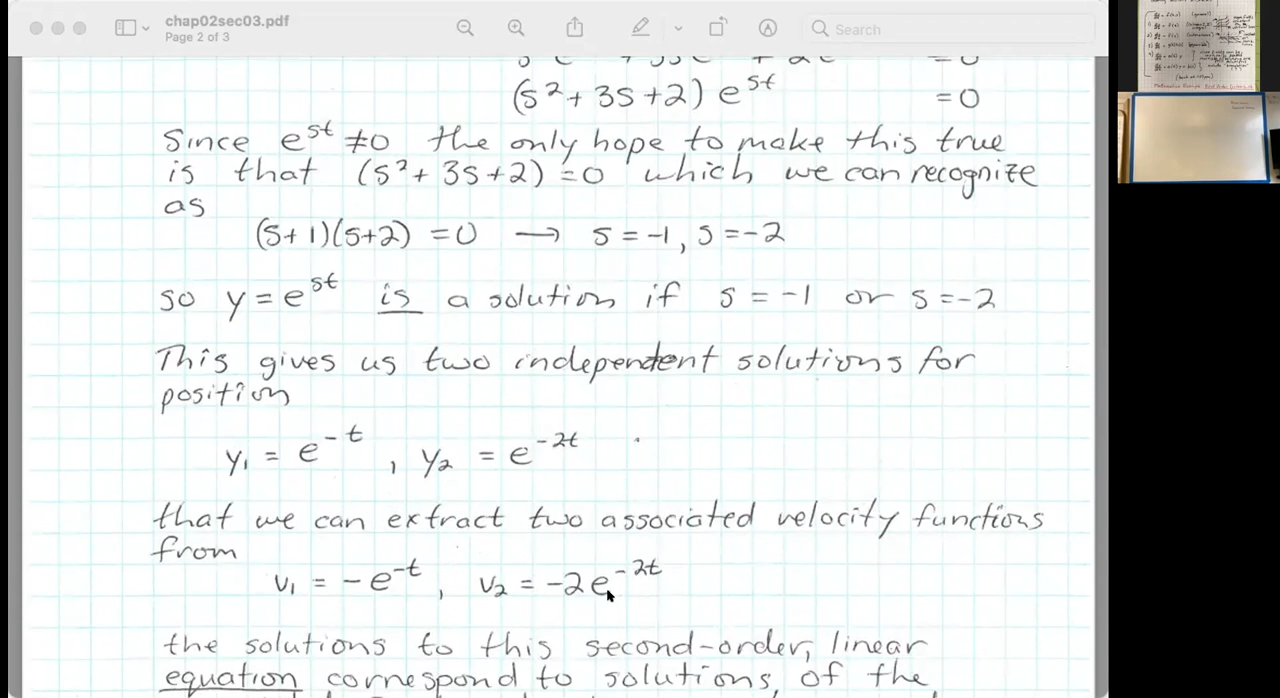 chap02sec03.pdf
Page 2 of 3
Search
(s² + 3s + 2) e^{st} = 0
Since e^{st} ≠ 0 the only hope to make this true
is that (s² + 3s + 2) = 0 which we can recognize
as
(s + 1)(s + 2) = 0 → s = -1, s = -2
so y = e^{st} is a solution if s = -1 or s = -2
This gives us two independent solutions for
position
y₁ = e^{-t}, y₂ = e^{-2t}
that we can extract two associated velocity functions
from
v₁ = -e^{-t}, v₂ = -2e^{-2t}
the solutions to this second-order, linear
equation correspond to solutions, of the